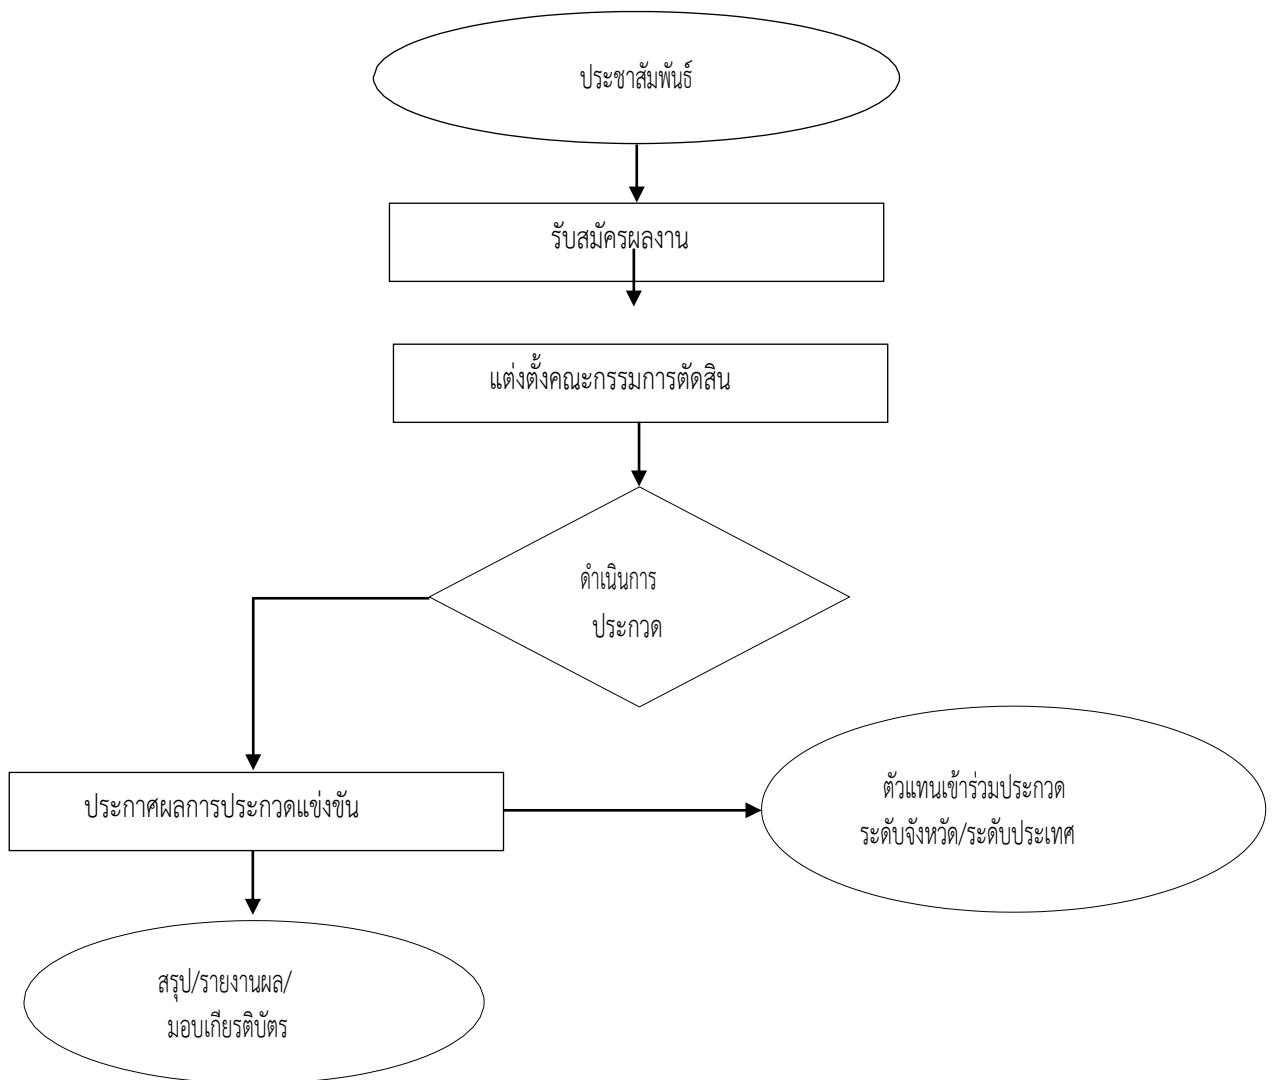 ประชาสัมพันธ์
รับสมัครผลงาน
แต่งตั้งคณะกรรมการตัดสิน
ดำเนินการ
ประกวด
ประกาศผลการประกวดแข่งขัน
ตัวแทนเข้าร่วมประกวด
ระดับจังหวัด/ระดับประเทศ
สรุป/รายงานผล/
มอบเกียรติบัตร